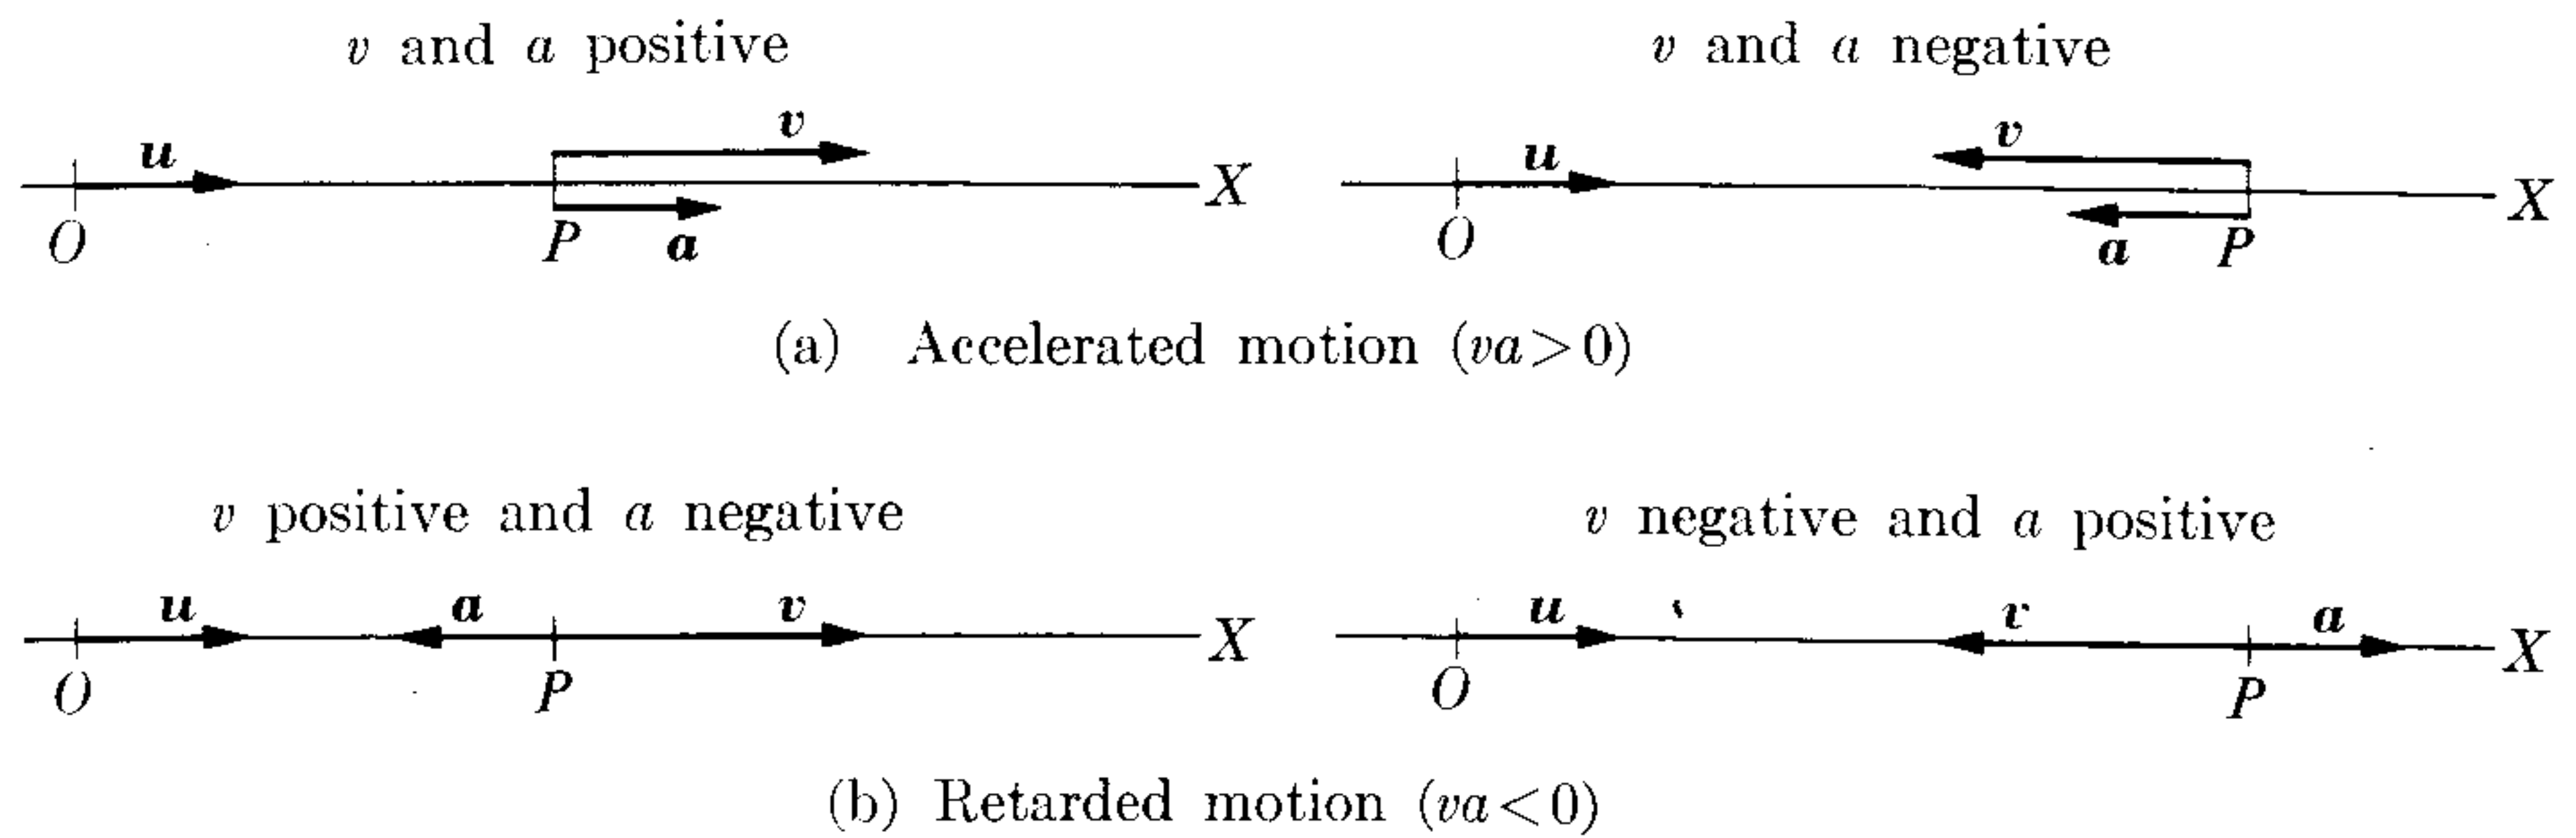 v and a positive
v and a negative
u v
O P a X
u v
O a P X
(a) Accelerated motion (va>0)
v positive and a negative
v negative and a positive
u a v
O P X
u v a
O P X
(b) Retarded motion (va<0)